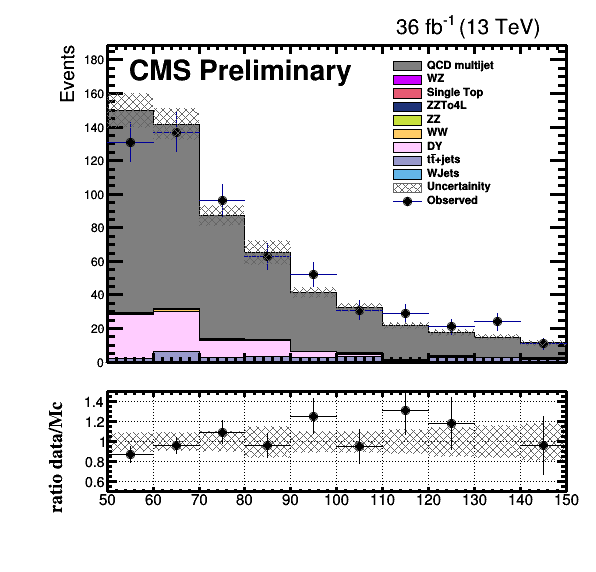 36 fb-1 (13 TeV)
Events
CMS Preliminary
QCD multijet
WZ
Single Top
ZZTo4L
ZZ
WW
DY
tt̄+jets
WJets
Uncertainity
Observed
180
160
140
120
100
80
60
40
20
0
ratio data/Mc
1.4
1.2
1
0.8
0.6
50 60 70 80 90 100 110 120 130 140 150